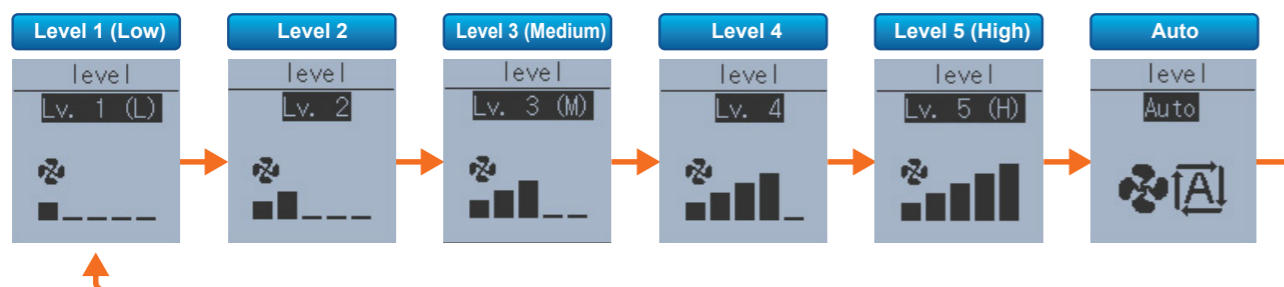 Level 1 (Low)
level
Lv. 1 (L)
Level 2
level
Lv. 2
Level 3 (Medium)
level
Lv. 3 (M)
Level 4
level
Lv. 4
Level 5 (High)
level
Lv. 5 (H)
Auto
level
Auto
A